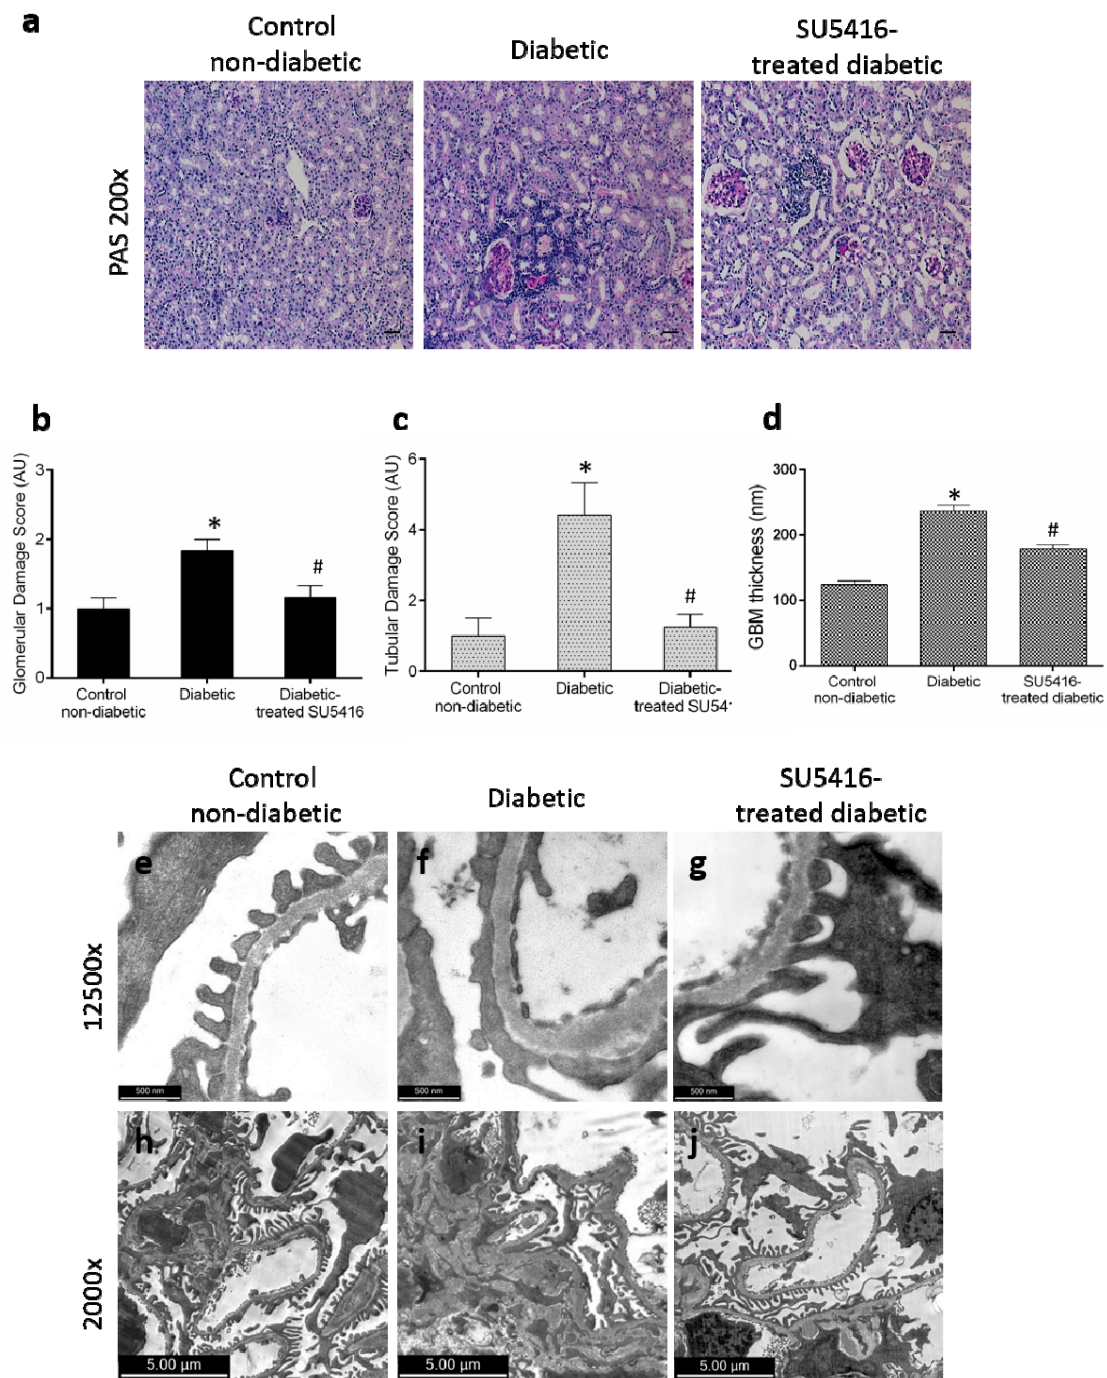 a
Control
non-diabetic
Diabetic
SU5416-
treated diabetic
PAS 200x
b
c
d
Glomerular Damage Score (AU)
3
2
1
0
*
#
Control
non-diabetic
Diabetic
Diabetic-
treated SU5416
Tubular Damage Score (AU)
6
4
2
0
*
#
Control
non-diabetic
Diabetic
Diabetic-
treated SU54
GBM thickness (nm)
300
200
100
0
*
#
Control
non-diabetic
Diabetic
SU5416-
treated diabetic
Control
non-diabetic
Diabetic
SU5416-
treated diabetic
12500x
e
500 nm
f
500 nm
g
500 nm
2000x
h
5.00 µm
i
5.00 µm
j
5.00 µm